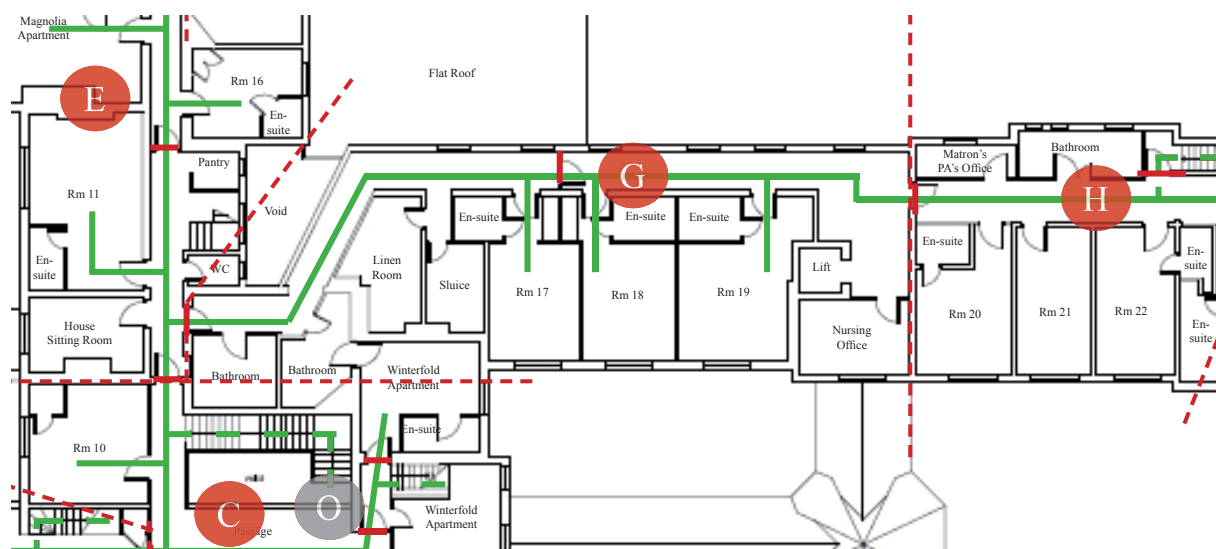 Magnolia
Apartment
Flat Roof
Rm 16
En-
suite
E
Pantry
Bathroom
Matron's
PA's Office
G
Rm 11
H
Void
En-suite
En-suite
En-suite
En-suite
En-
suite
En-
suite
WC
Linen
Room
Sluice
Lift
Rm 17
Rm 18
Rm 19
Rm 20
Rm 21
Rm 22
House
Sitting Room
Nursing
Office
En-
suite
Bathroom
Bathroom
Winterfold
Apartment
En-suite
Rm 10
C
O
Winterfold
Apartment